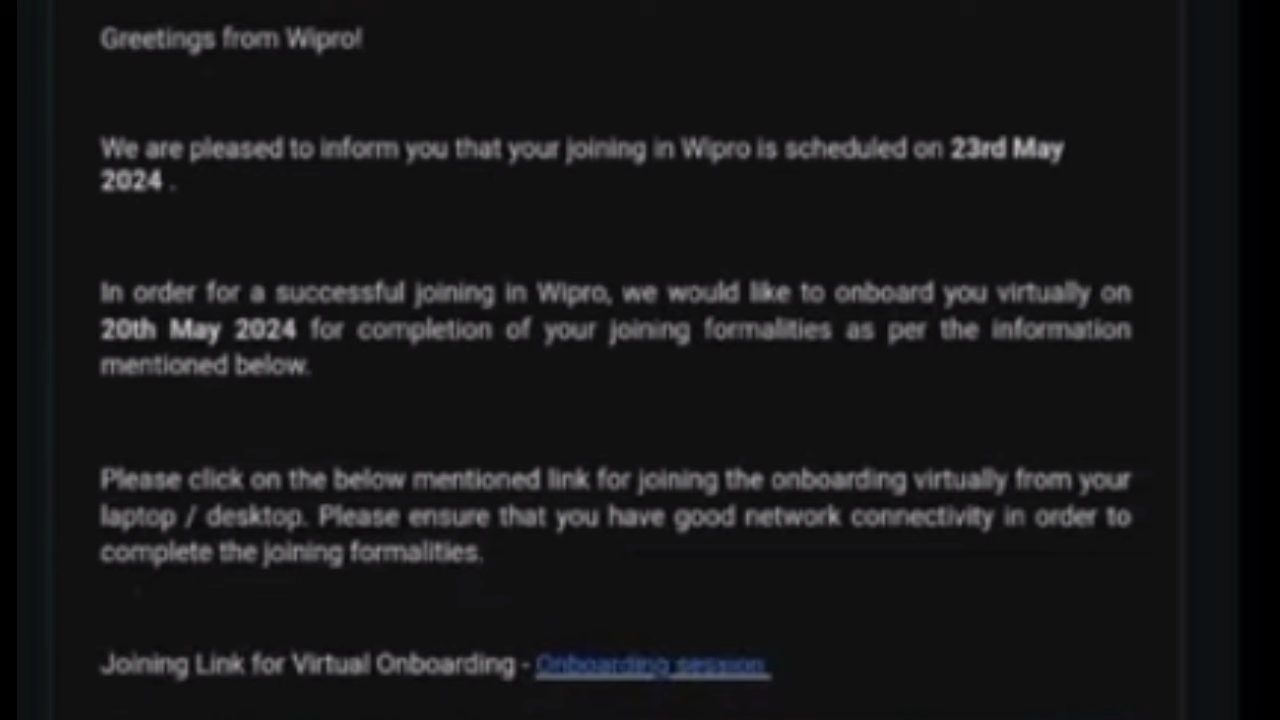 Greetings from Wipro!
We are pleased to inform you that your joining in Wipro is scheduled on 23rd May
2024 .
In order for a successful joining in Wipro, we would like to onboard you virtually on
20th May 2024 for completion of your joining formalities as per the information
mentioned below.
Please click on the below mentioned link for joining the onboarding virtually from your
laptop / desktop. Please ensure that you have good network connectivity in order to
complete the joining formalities.
Joining Link for Virtual Onboarding - Onboarding session